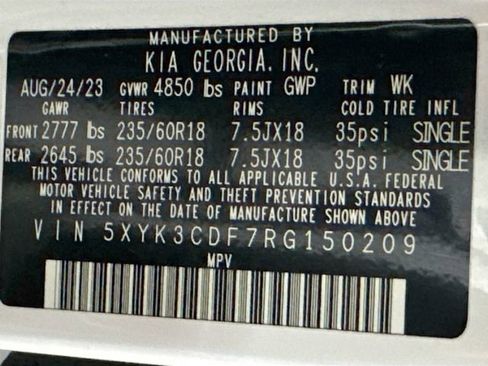 MANUFACTURED BY
KIA GEORGIA, INC.
AUG/24/23 GVWR 4850 lbs PAINT GWP TRIM WK
GAWR TIRES RIMS COLD TIRE INFL
FRONT 2777 lbs 235/60R18 7.5JX18 35psi SINGLE
REAR 2645 lbs 235/60R18 7.5JX18 35psi SINGLE
THIS VEHICLE CONFORMS TO ALL APPLICABLE U.S.A. FEDERAL
MOTOR VEHICLE SAFETY AND THEFT PREVENTION STANDARDS
IN EFFECT ON THE DATE OF MANUFACTURE SHOWN ABOVE
VIN 5XYK3CDF7RG150209
MPV